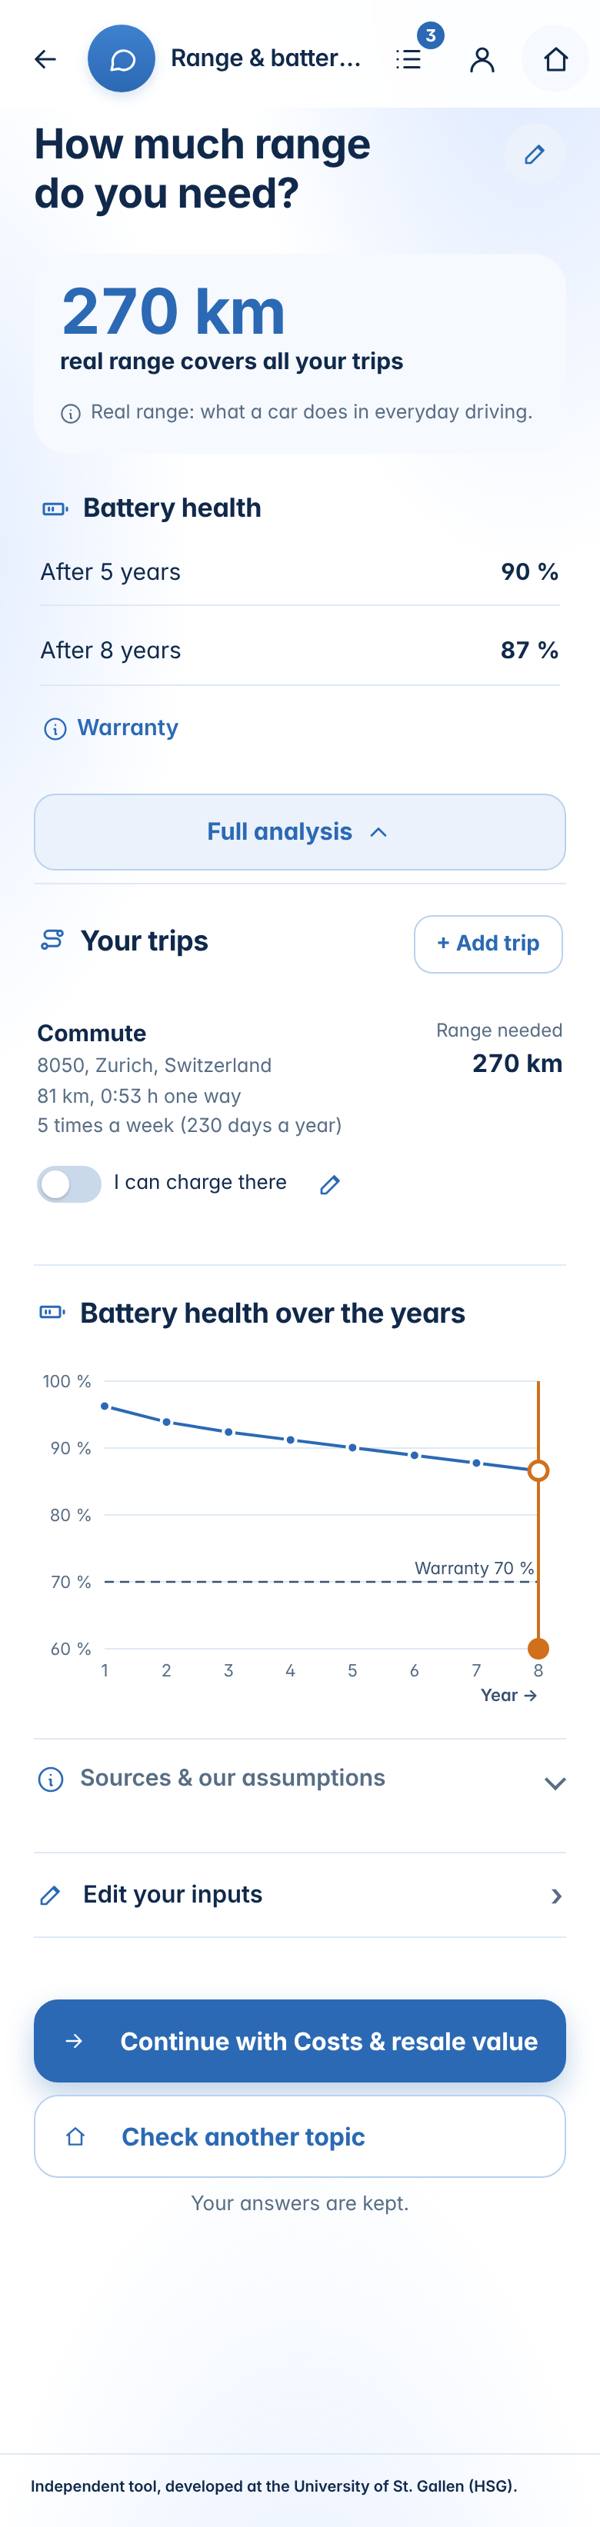 Range & batter...
3
How much range
do you need?
270 km
real range covers all your trips
Real range: what a car does in everyday driving.
Battery health
After 5 years 90 %
After 8 years 87 %
Warranty
Full analysis
Your trips
+ Add trip
Commute
Range needed
8050, Zurich, Switzerland
270 km
81 km, 0:53 h one way
5 times a week (230 days a year)
I can charge there
Battery health over the years
100 %
90 %
80 %
Warranty 70 %
70 %
60 %
1 2 3 4 5 6 7 8
Year →
Sources & our assumptions
Edit your inputs
Continue with Costs & resale value
Check another topic
Your answers are kept.
Independent tool, developed at the University of St. Gallen (HSG).